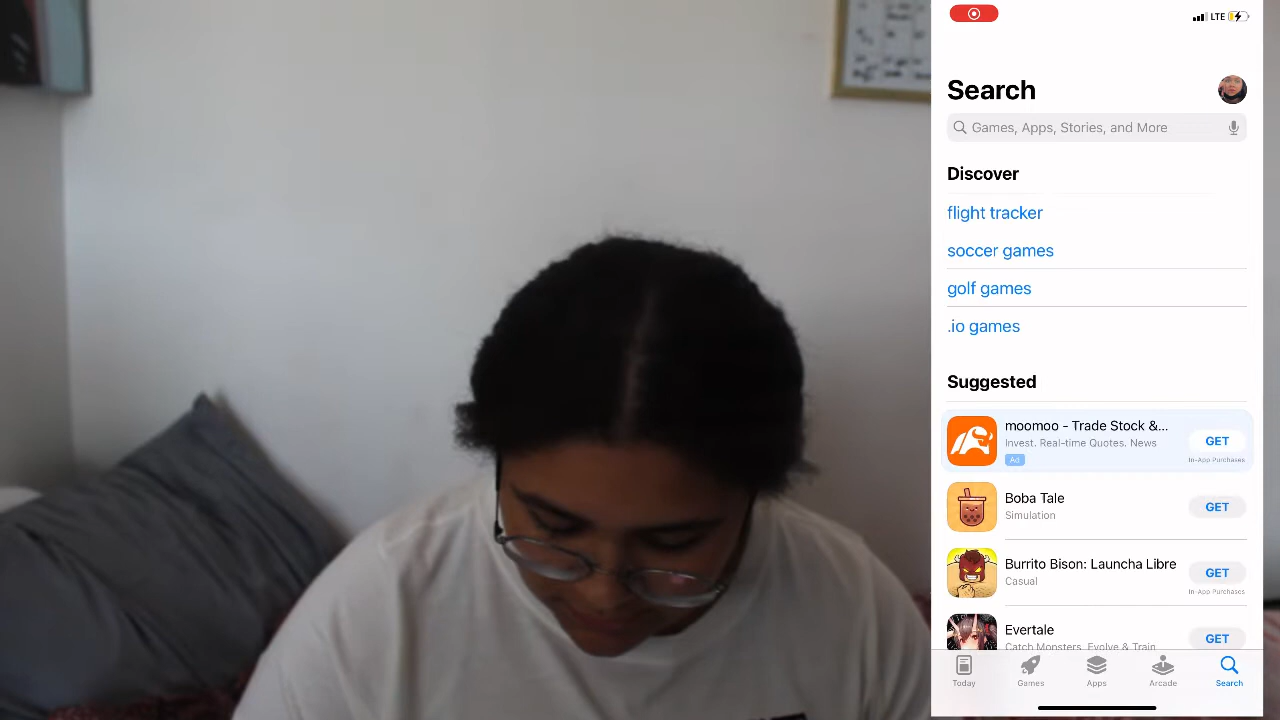 LTE
Search
Games, Apps, Stories, and More
Discover
flight tracker
soccer games
golf games
.io games
Suggested
moomoo - Trade Stock &...
Invest. Real-time Quotes. News
Ad
GET
In-App Purchases
Boba Tale
Simulation
GET
Burrito Bison: Launcha Libre
Casual
GET
In-App Purchases
Evertale
Catch Monsters, Evolve & Train
GET
Today
Games
Apps
Arcade
Search